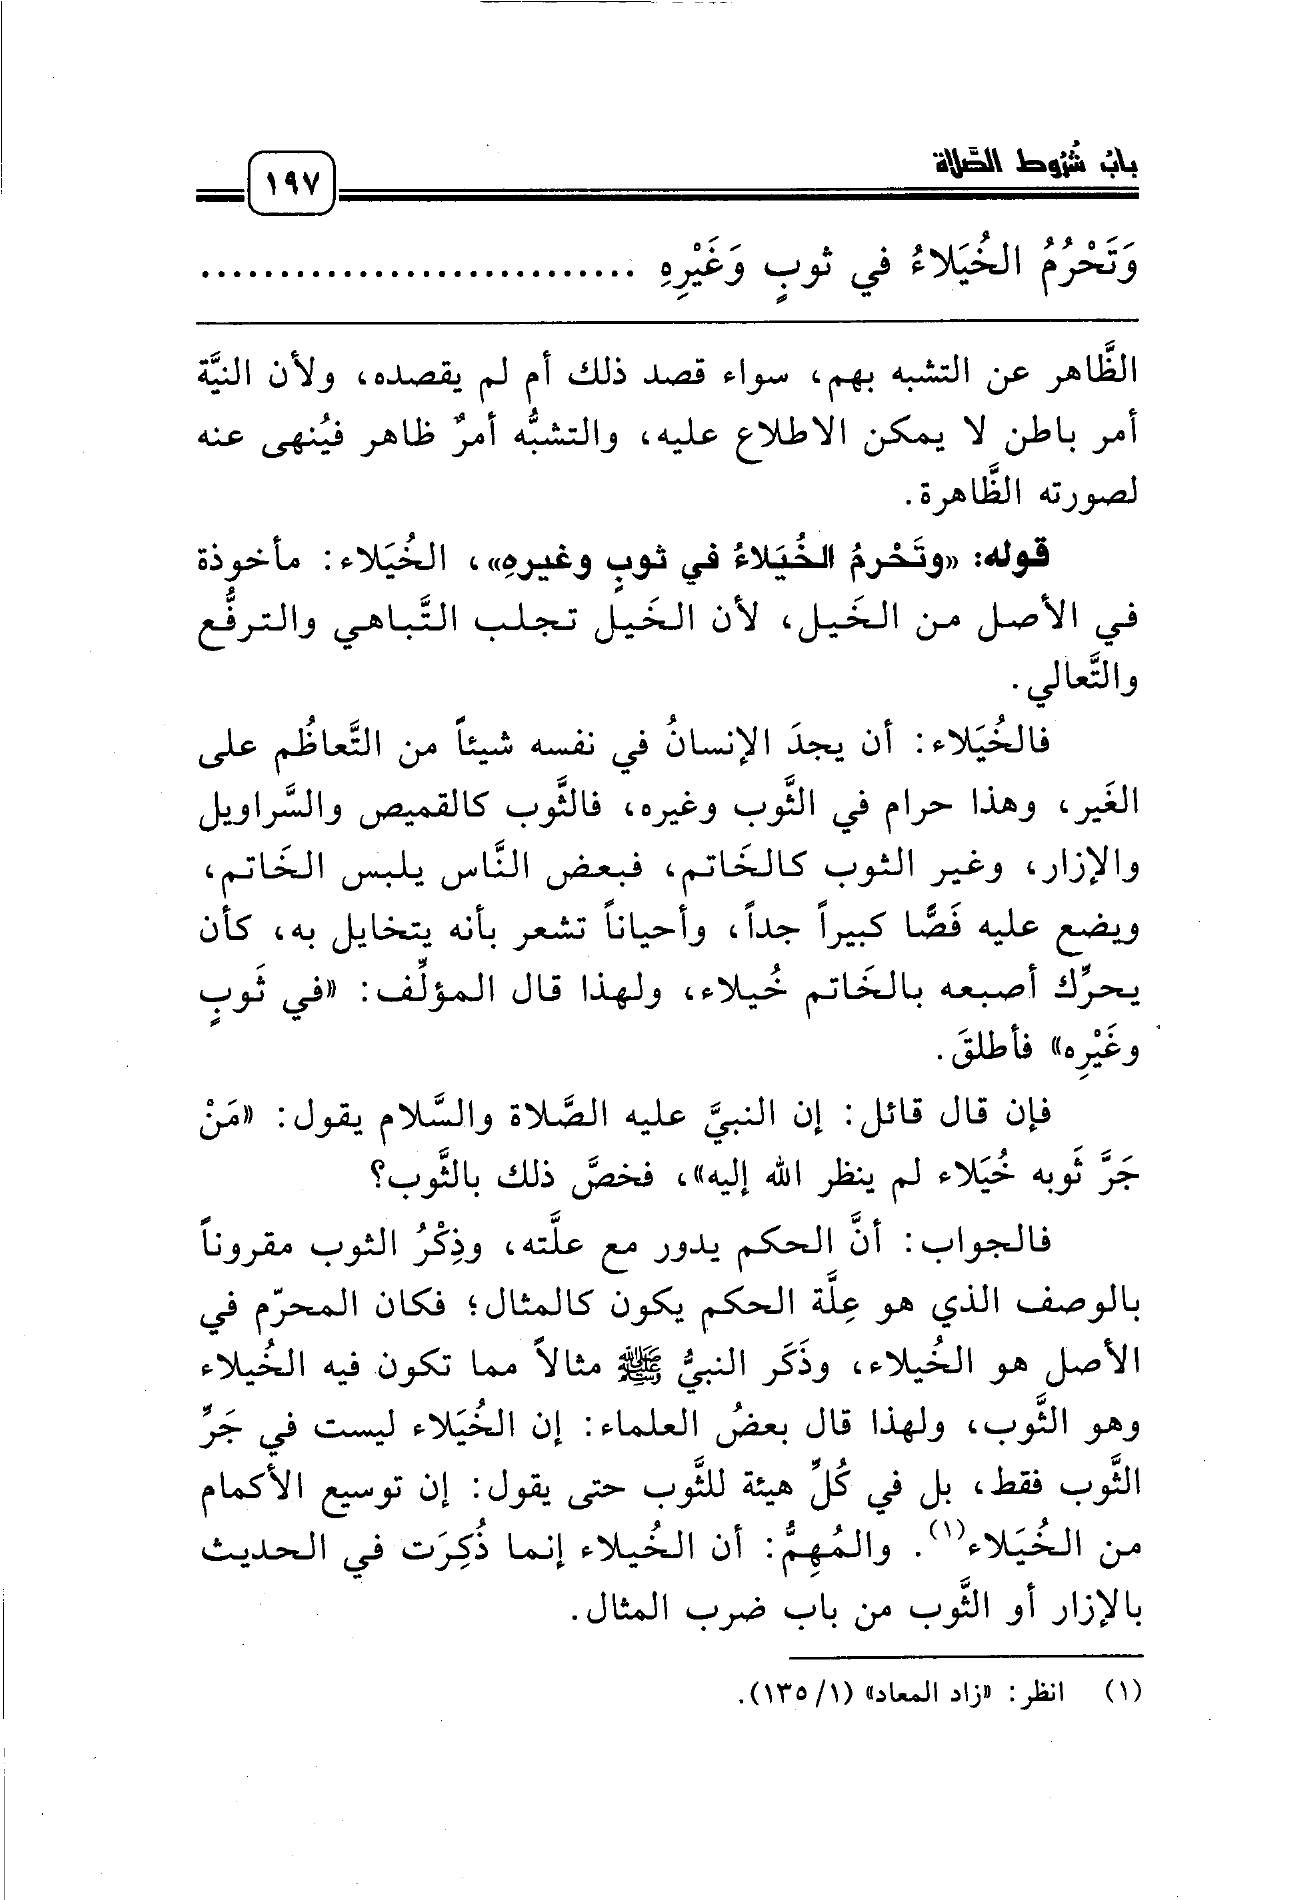 بابُ شُرُوط الصَّلاة
١٩٧
وَتَحْرُمُ الخُيَلاءُ في ثوبٍ وَغَيْرِهِ ............................
الظَّاهر عن التشبه بهم، سواء قصد ذلك أم لم يقصده، ولأن النيَّة
أمر باطن لا يمكن الاطلاع عليه، والتشبُّه أمرٌ ظاهر فيُنهى عنه
لصورته الظَّاهرة.
قوله: «وتَحْرمُ الخُيَلاءُ في ثوبٍ وغيرهِ»، الخُيَلاء: مأخوذة
في الأصل من الخَيل، لأن الخَيل تجلب التَّباهي والترفُّع
والتَّعالي.
فالخُيَلاء: أن يجدَ الإنسانُ في نفسه شيئاً من التَّعاظُم على
الغَير، وهذا حرام في الثَّوب وغيره، فالثَّوب كالقميص والسَّراويل
والإزار، وغير الثوب كالخَاتم، فبعض النَّاس يلبس الخَاتم،
ويضع عليه فَصًّا كبيراً جداً، وأحياناً تشعر بأنه يتخايل به، كأن
يحرِّك أصبعه بالخَاتم خُيلاء، ولهذا قال المؤلِّف: «في ثَوبٍ
وغَيْرِه» فأطلقَ.
فإن قال قائل: إن النبيَّ عليه الصَّلاة والسَّلام يقول: «مَنْ
جَرَّ ثَوبه خُيَلاء لم ينظر الله إليه»، فخصَّ ذلك بالثَّوب؟
فالجواب: أنَّ الحكم يدور مع علَّته، وذِكْرُ الثوب مقروناً
بالوصف الذي هو عِلَّة الحكم يكون كالمثال؛ فكان المحرّم في
الأصل هو الخُيلاء، وذَكَر النبيُّ ﷺ مثالاً مما تكون فيه الخُيلاء
وهو الثَّوب، ولهذا قال بعضُ العلماء: إن الخُيَلاء ليست في جَرِّ
الثَّوب فقط، بل في كُلِّ هيئة للثَّوب حتى يقول: إن توسيع الأكمام
من الخُيَلاء(١). والمُهِمُّ: أن الخُيلاء إنما ذُكِرَت في الحديث
بالإزار أو الثَّوب من باب ضرب المثال.
(١) انظر: «زاد المعاد» (١/١٣٥).